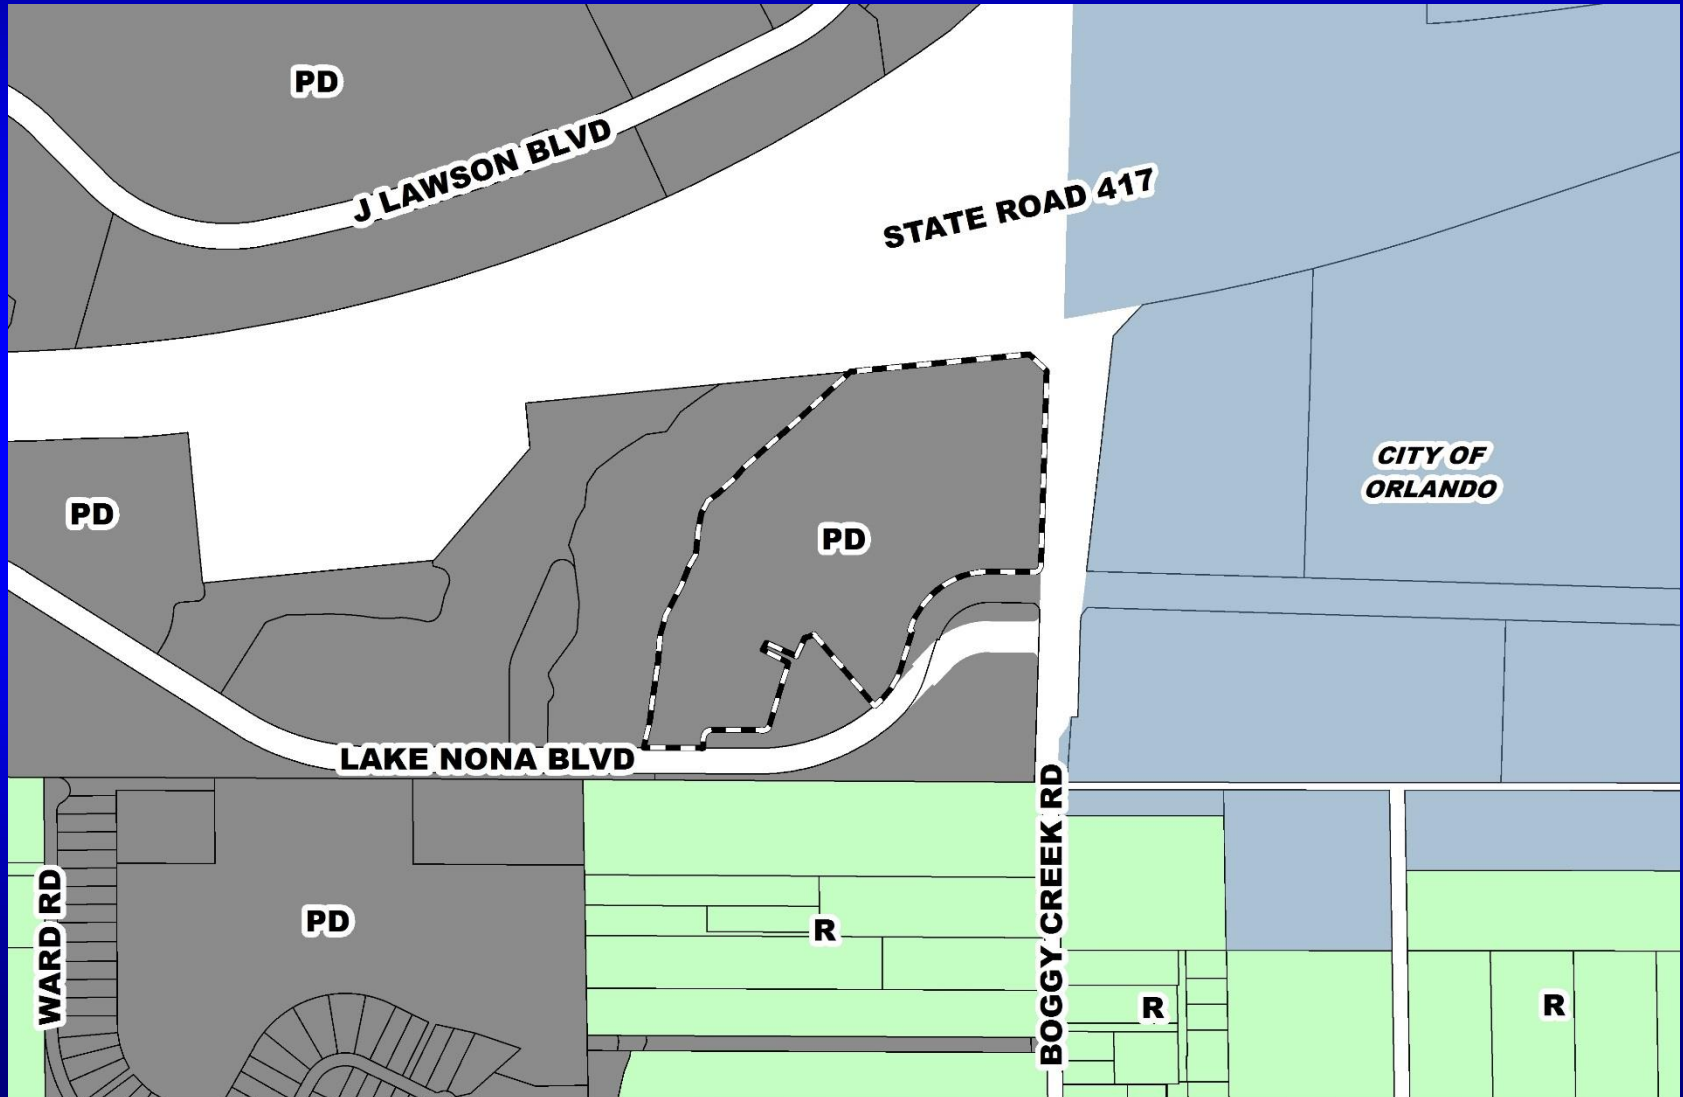 PD
J LAWSON BLVD
STATE ROAD 417
CITY OF
ORLANDO
PD
PD
LAKE NONA BLVD
BOGGY CREEK RD
WARD RD
PD
R
R
R